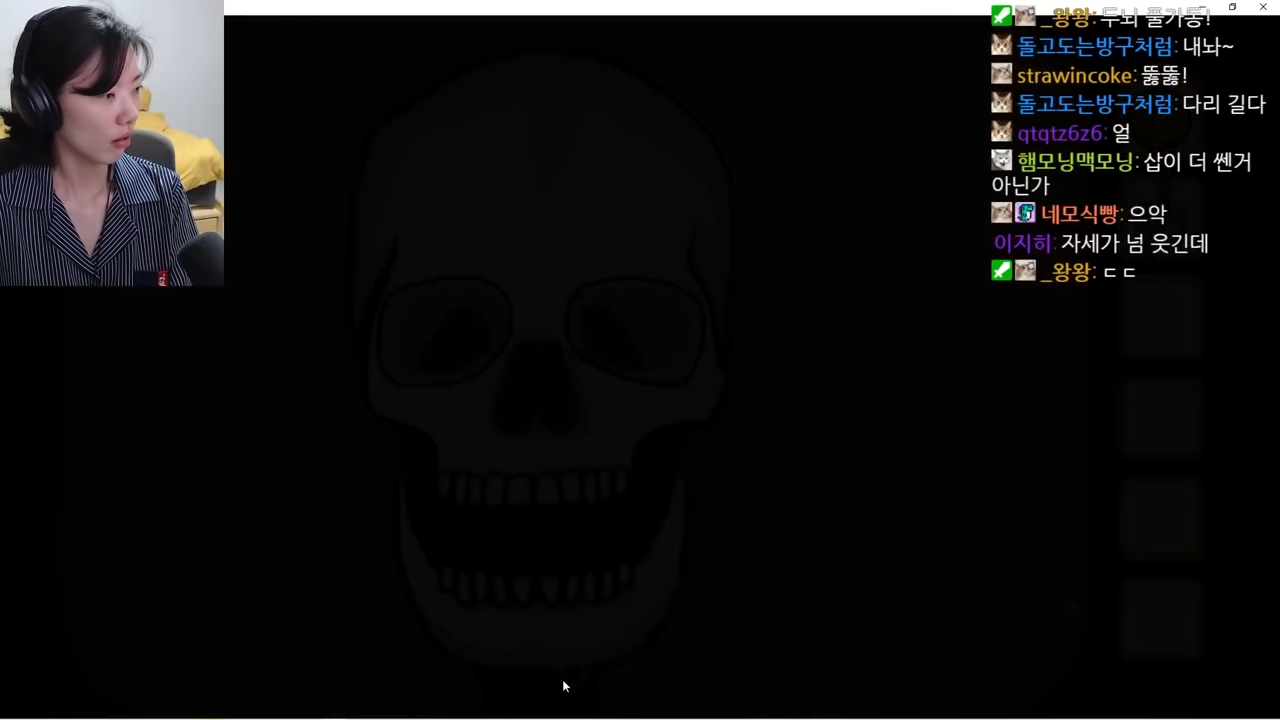 _왕왕: 두뇌 풀가동!
돌고도는방구처럼: 내놔~
strawincoke: 뚫뚫!
돌고도는방구처럼: 다리 길다
qtqtz6z6: 얼
햄모닝맥모닝: 삽이 더 쎈거
아닌가
네모식빵: 으악
이지히: 자세가 넘 웃긴데
_왕왕: ㄷㄷ